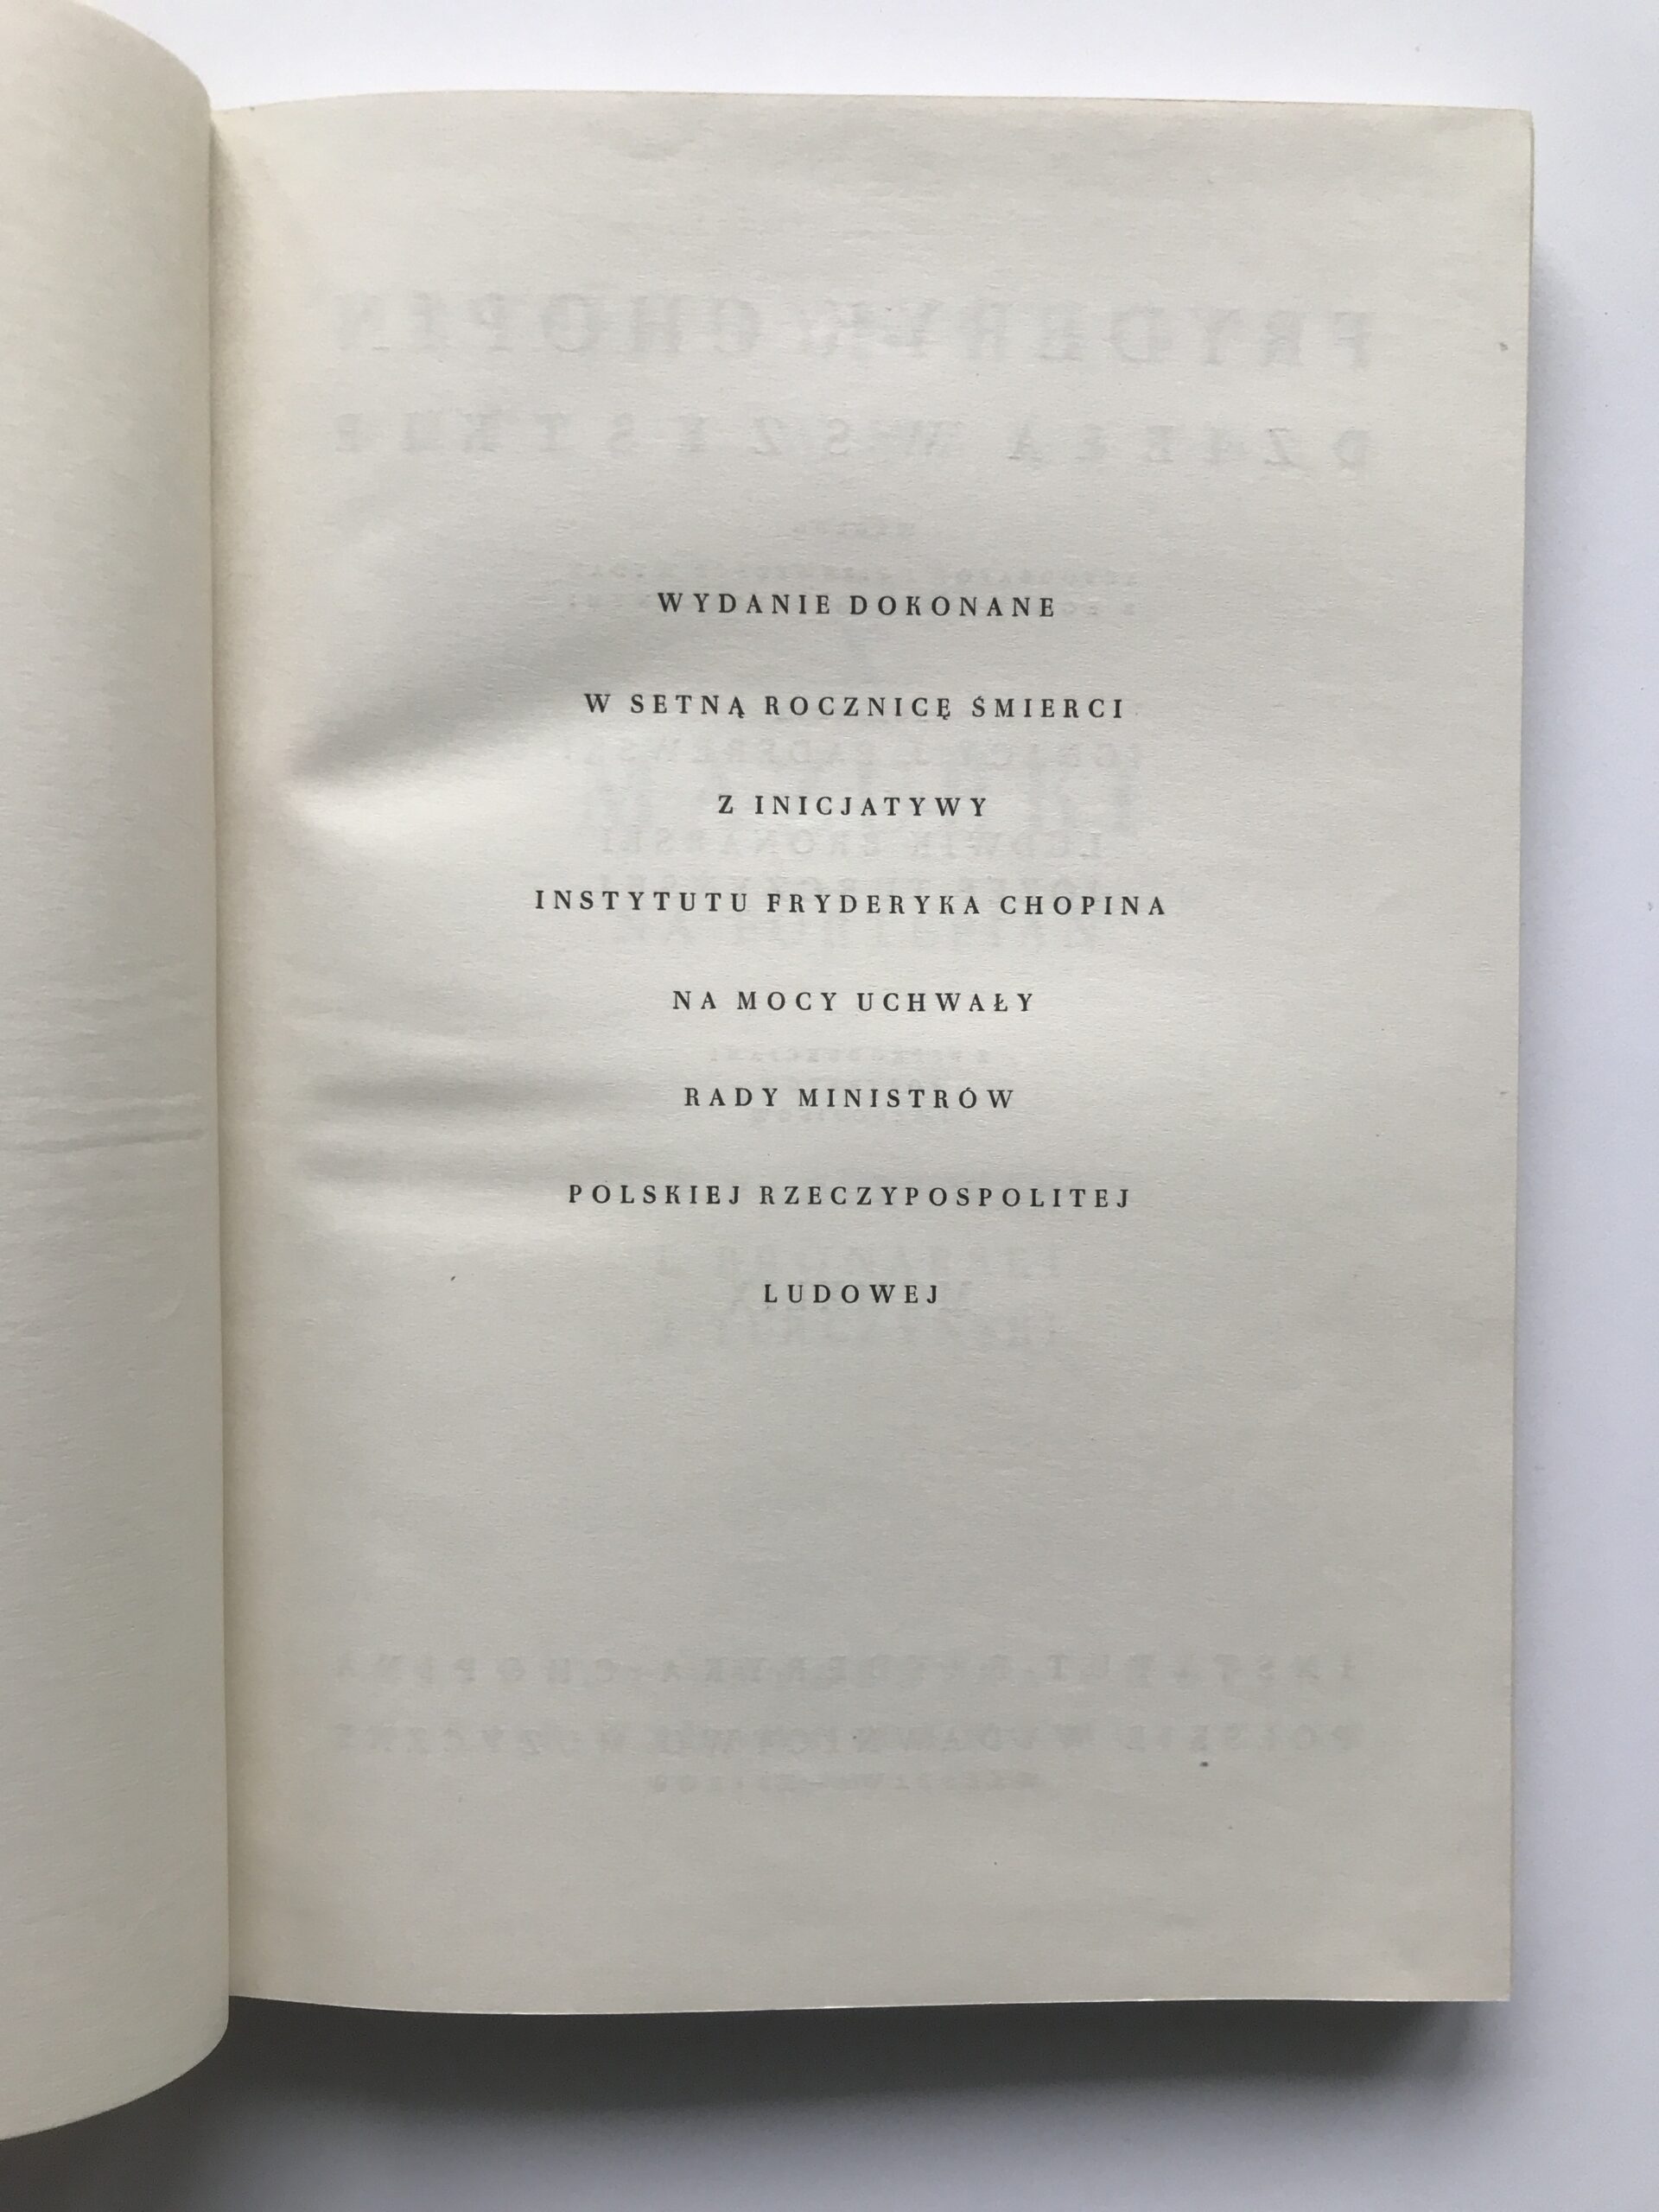 WYDANIE DOKONANE
W SETNĄ ROCZNICĘ ŚMIERCI
Z INICJATYWY
INSTYTUTU FRYDERYKA CHOPINA
NA MOCY UCHWAŁY
RADY MINISTRÓW
POLSKIEJ RZECZYPOSPOLITEJ
LUDOWEJ